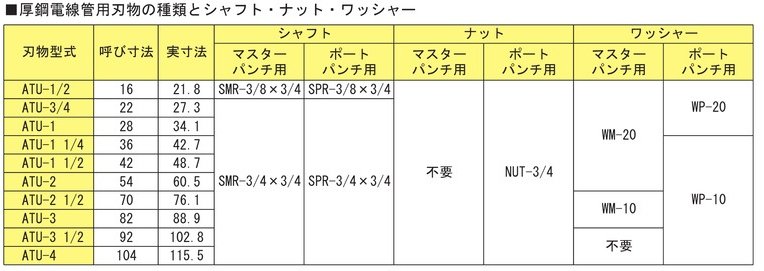 ■厚鋼電線管用刃物の種類とシャフト・ナット・ワッシャー
刃物型式 呼び寸法 実寸法 シャフト ナット ワッシャー
マスターパンチ用 ポートパンチ用 マスターパンチ用 ポートパンチ用 マスターパンチ用 ポートパンチ用
ATU-1/2 16 21.8 SMR-3/8×3/4 SPR-3/8×3/4
ATU-3/4 22 27.3 WP-20
ATU-1 28 34.1 WM-20
ATU-1 1/4 36 42.7
ATU-1 1/2 42 48.7 不要 NUT-3/4
ATU-2 54 60.5 SMR-3/4×3/4 SPR-3/4×3/4
ATU-2 1/2 70 76.1 WM-10 WP-10
ATU-3 82 88.9
ATU-3 1/2 92 102.8 不要
ATU-4 104 115.5